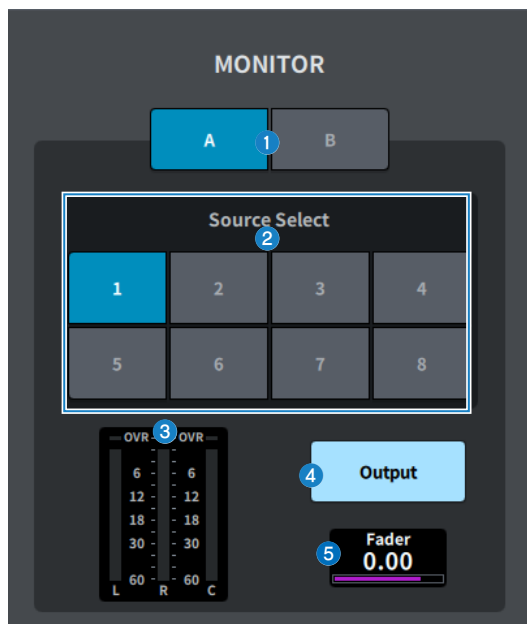 MONITOR
A 1 B
Source Select
2
1 2 3 4
5 6 7 8
OVR 3 OVR
6 6
12 12
18 18
30 30
60 60
L R C
4 Output
5 Fader
0.00